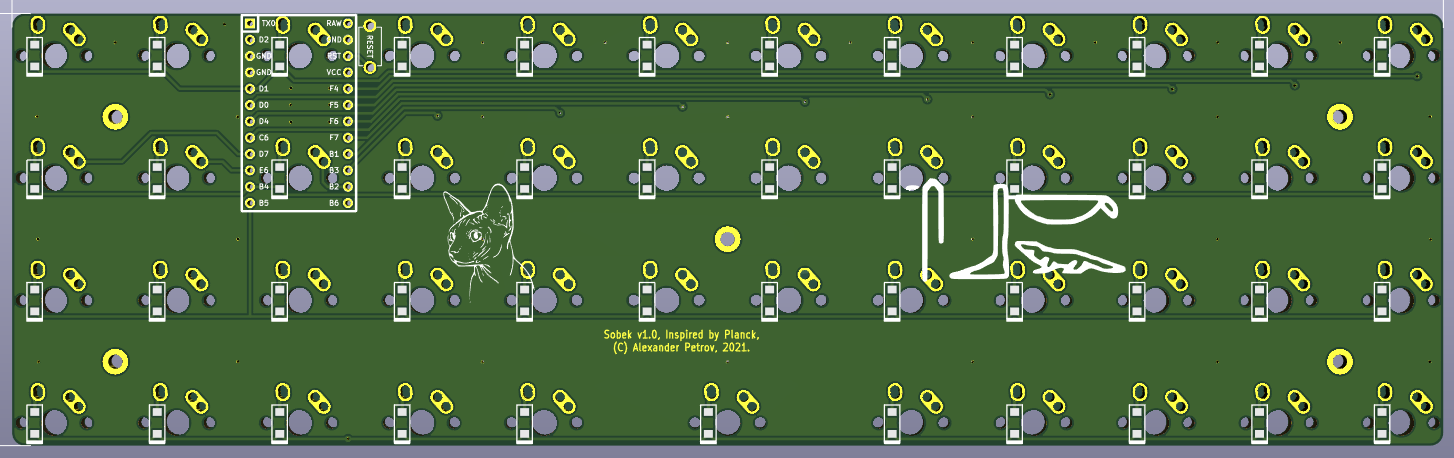 TX0 RAW
D2 GND
GND RST
GND VCC
D1 F4
D0 F5
D4 F6
C6 F7
D7 B1
E6 B3
B4 B2
B5 B6
RESET
Sobek v1.0, Inspired by Planck,
(C) Alexander Petrov, 2021.